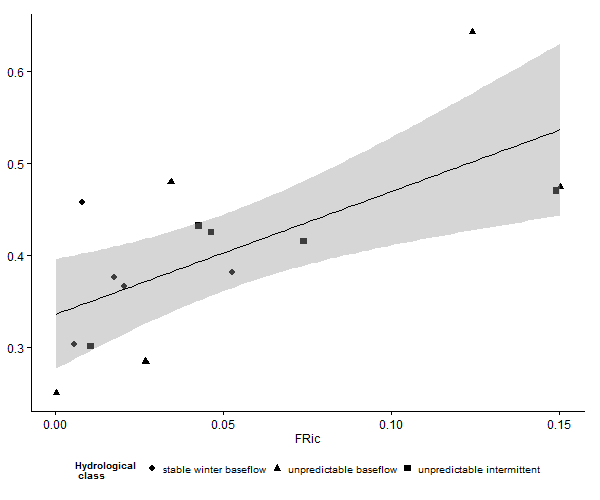 0.6
0.5
0.4
0.3
0.00 0.05 0.10 0.15
FRic
Hydrological
class
stable winter baseflow unpredictable baseflow unpredictable intermittent